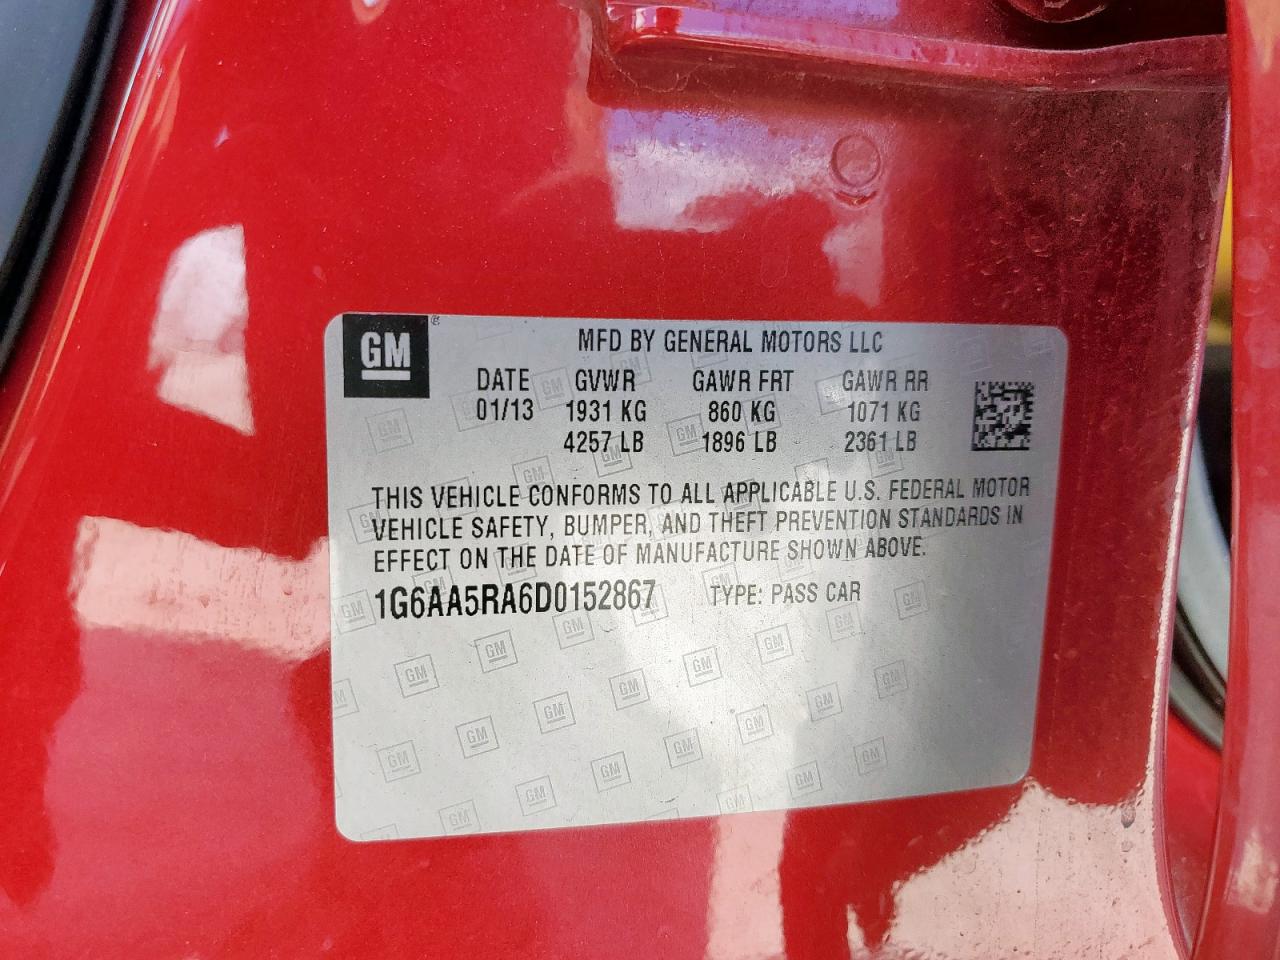 GM ®
MFD BY GENERAL MOTORS LLC
DATE GVWR GAWR FRT GAWR RR
01/13 1931 KG 860 KG 1071 KG
4257 LB 1896 LB 2361 LB
THIS VEHICLE CONFORMS TO ALL APPLICABLE U.S. FEDERAL MOTOR
VEHICLE SAFETY, BUMPER, AND THEFT PREVENTION STANDARDS IN
EFFECT ON THE DATE OF MANUFACTURE SHOWN ABOVE.
1G6AA5RA6D0152867 TYPE: PASS CAR